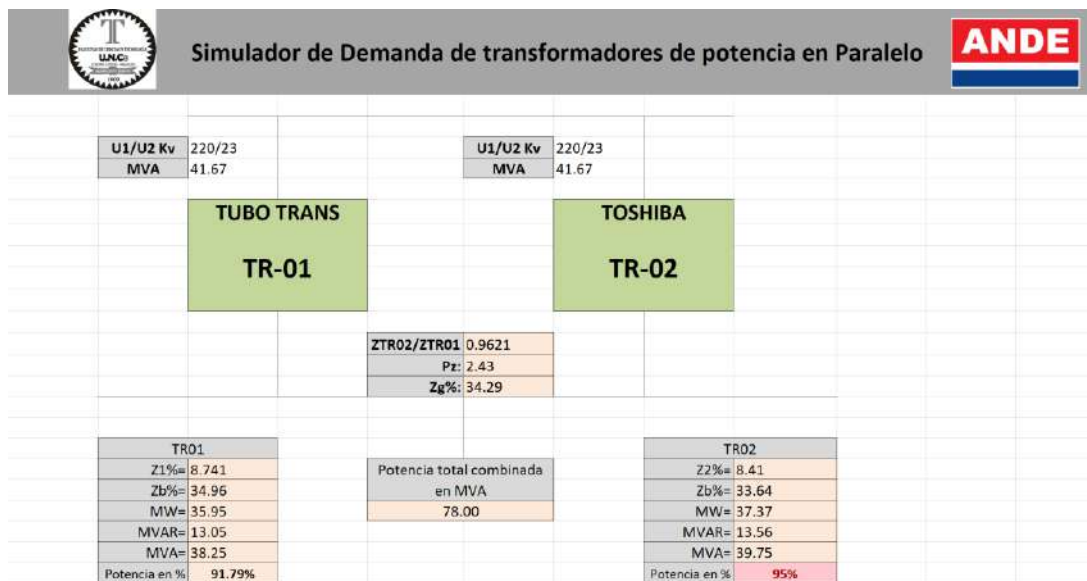 T
U.N.C.
Simulador de Demanda de transformadores de potencia en Paralelo
ANDE
U1/U2 Kv 220/23
MVA 41.67
U1/U2 Kv 220/23
MVA 41.67
TUBO TRANS
TR-01
TOSHIBA
TR-02
ZTR02/ZTR01 0.9621
Pz: 2.43
Zg%: 34.29
TR01
Z1%= 8.741
Zb%= 34.96
MW= 35.95
MVAR= 13.05
MVA= 38.25
Potencia en % 91.79%
Potencia total combinada
en MVA
78.00
TR02
Z2%= 8.41
Zb%= 33.64
MW= 37.37
MVAR= 13.56
MVA= 39.75
Potencia en % 95%